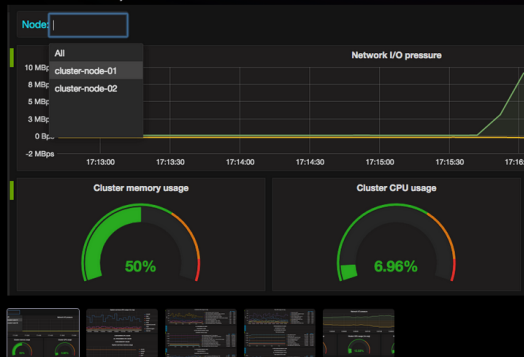 Node:
All
cluster-node-01
cluster-node-02
Network I/O pressure
10 MBps
8 MBps
5 MBps
3 MBps
0 Bps
-2 MBps
17:13:00 17:13:30 17:14:00 17:14:30 17:15:00 17:15:30 17:16
Cluster memory usage
50%
Cluster CPU usage
6.96%